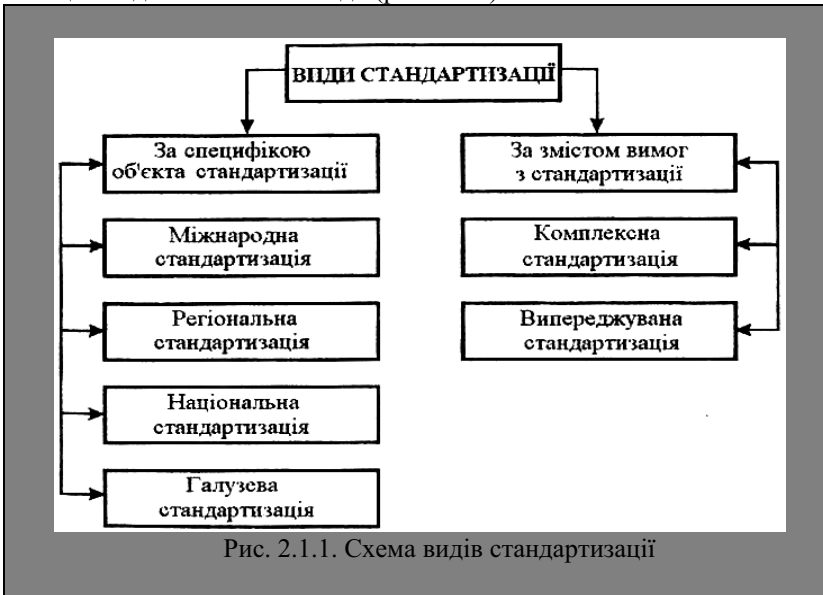 ВИДИ СТАНДАРТИЗАЦІЇ
За специфікою
об'єкта стандартизації
Міжнародна
стандартизація
Регіональна
стандартизація
Національна
стандартизація
Галузева
стандартизація
За змістом вимог
з стандартизації
Комплексна
стандартизація
Випереджувана
стандартизація
Рис. 2.1.1. Схема видів стандартизації